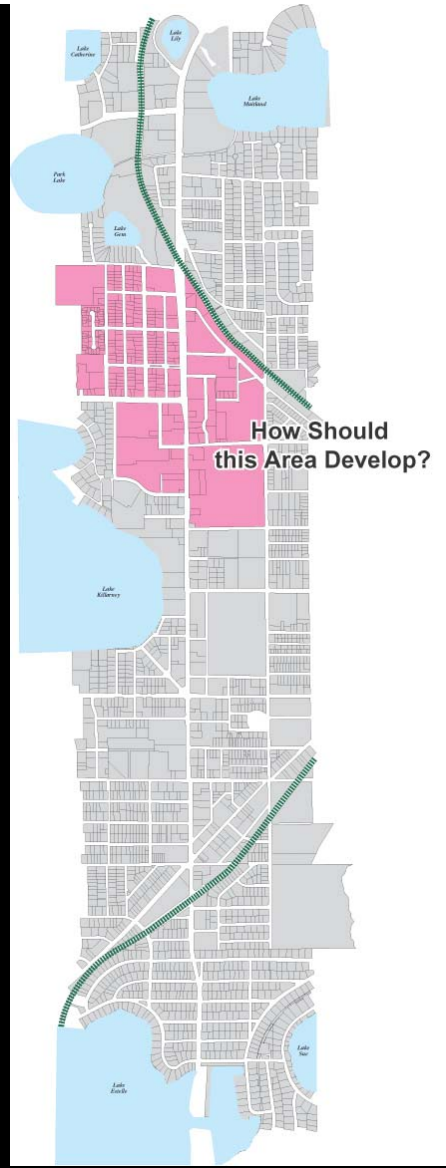 Lake
Lily
Lake
Catherine
Lake
Maitland
Park
Lake
Lake
Gem
How Should
this Area Develop?
Lake
Killarney
Lake
Sue
Lake
Estelle